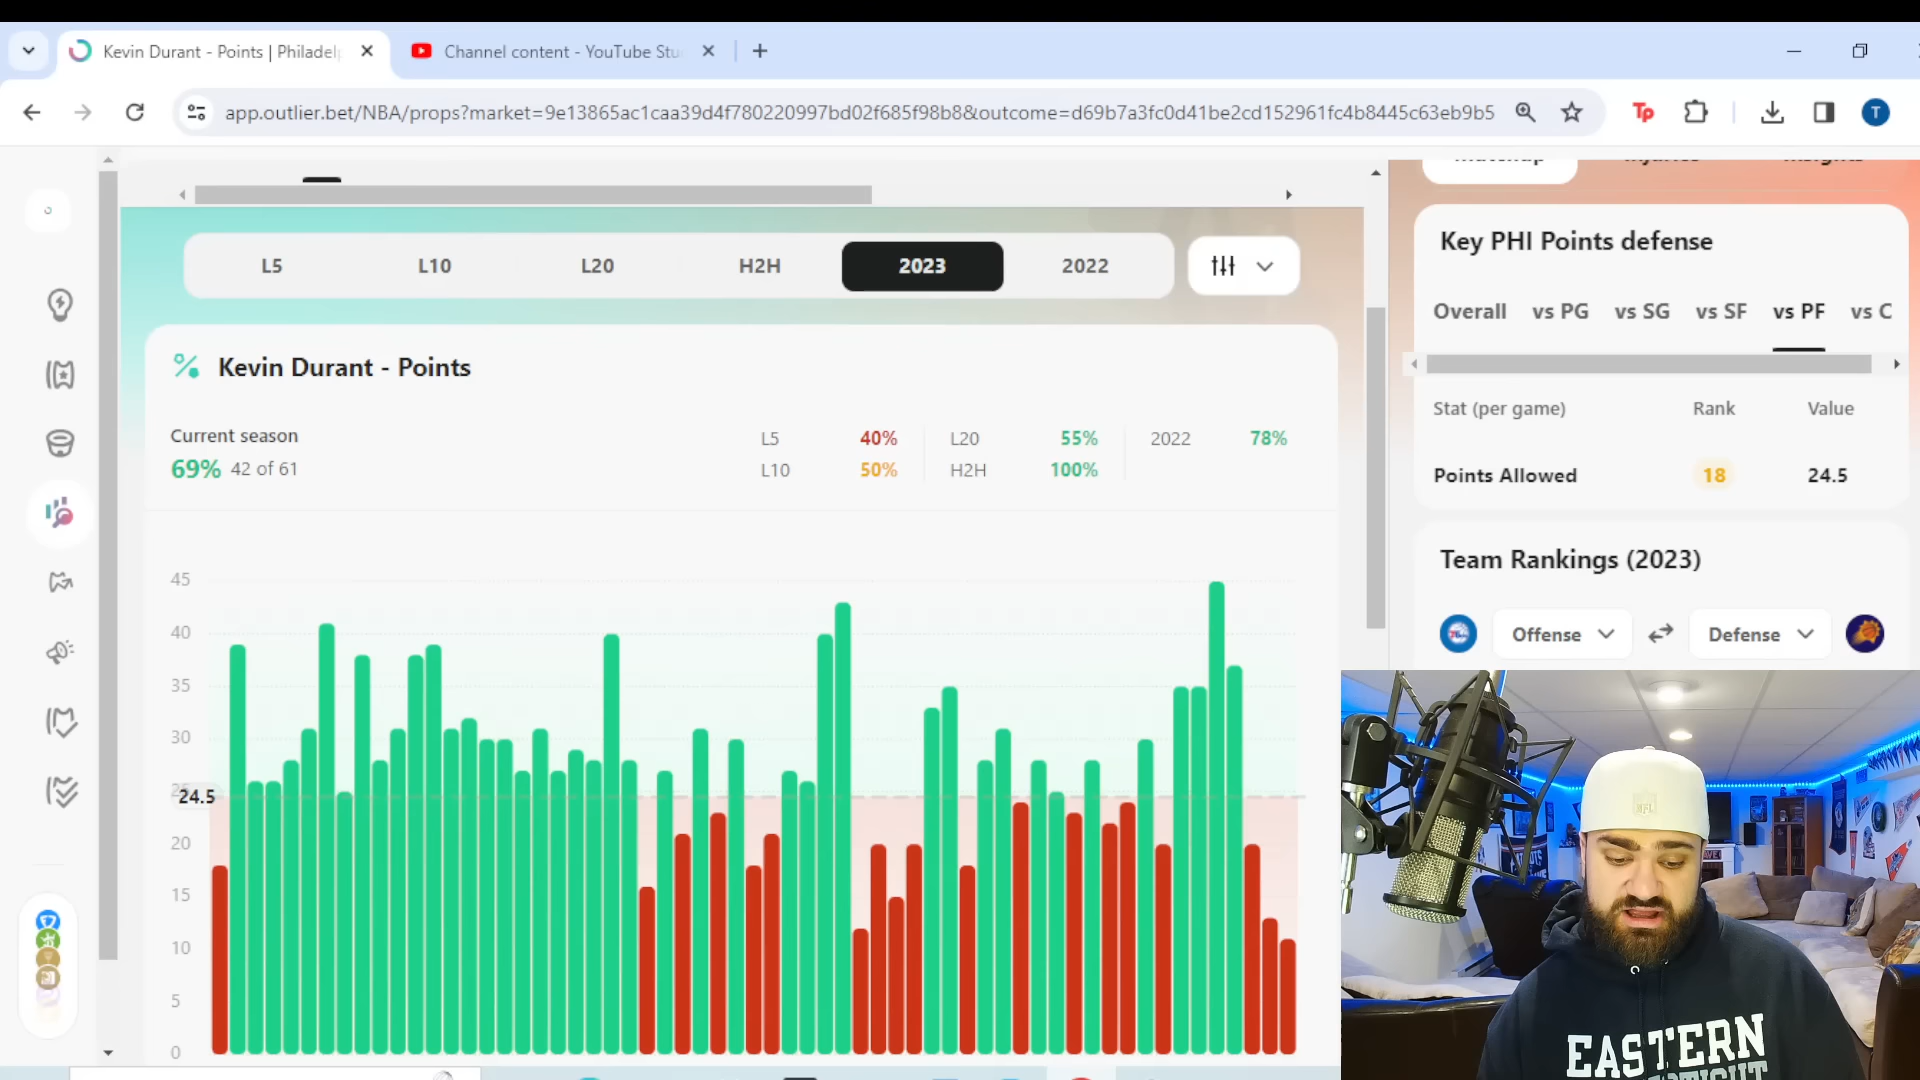 Kevin Durant - Points | Philadel
Channel content - YouTube Stu
app.outlier.bet/NBA/props?market=9e13865ac1caa39d4f780220997bd02f685f98b8&outcome=d69b7a3fc0d41be2cd152961fc4b8445c63eb9b5
Tp
T
L5 L10 L20 H2H 2023 2022
Kevin Durant - Points
Current season
69% 42 of 61
L5 40% L20 55% 2022 78%
L10 50% H2H 100%
45
40
35
30
24.5
20
15
10
5
0
Matchup Injuries Insights
Key PHI Points defense
Overall vs PG vs SG vs SF vs PF vs C
Stat (per game) Rank Value
Points Allowed 18 24.5
Team Rankings (2023)
Offense Defense
EASTERN